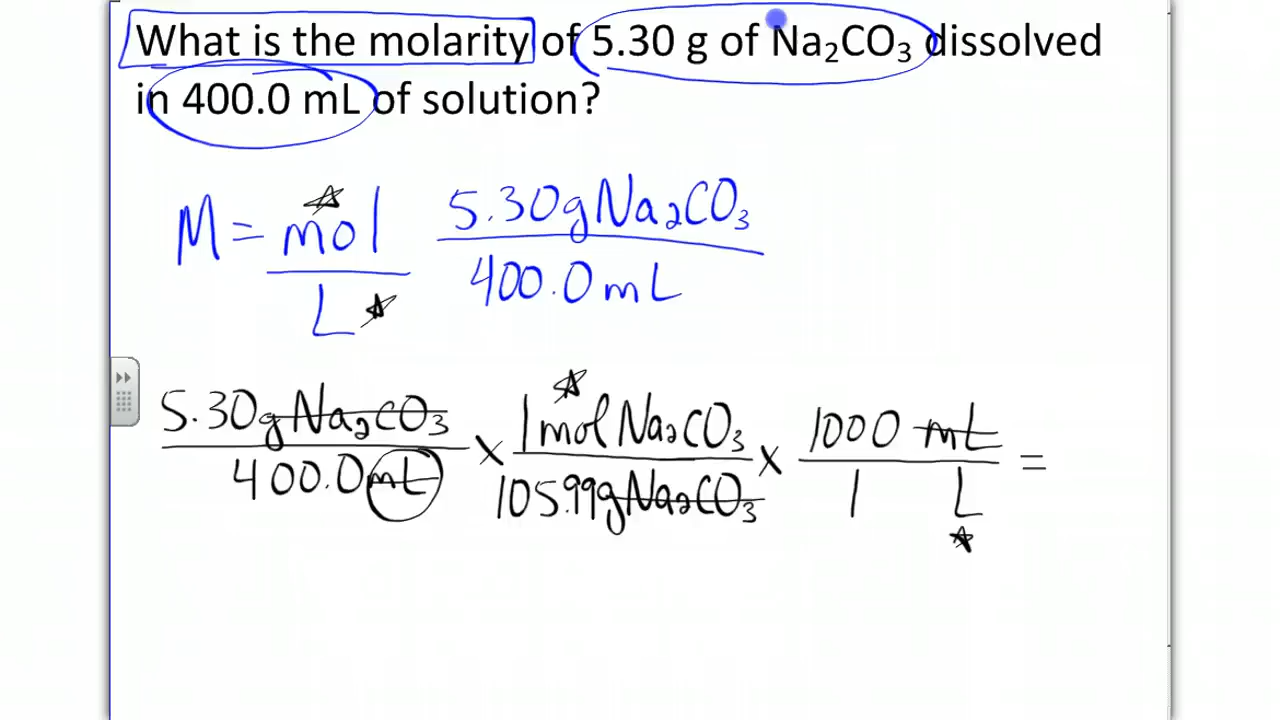 What is the molarity of 5.30 g of Na₂CO₃ dissolved
in 400.0 mL of solution?
M = mol / L 5.30g Na₂CO₃ / 400.0 mL
5.30g Na₂CO₃ / 400.0 mL × 1 mol Na₂CO₃ / 105.99g Na₂CO₃ × 1000 mL / 1 L =